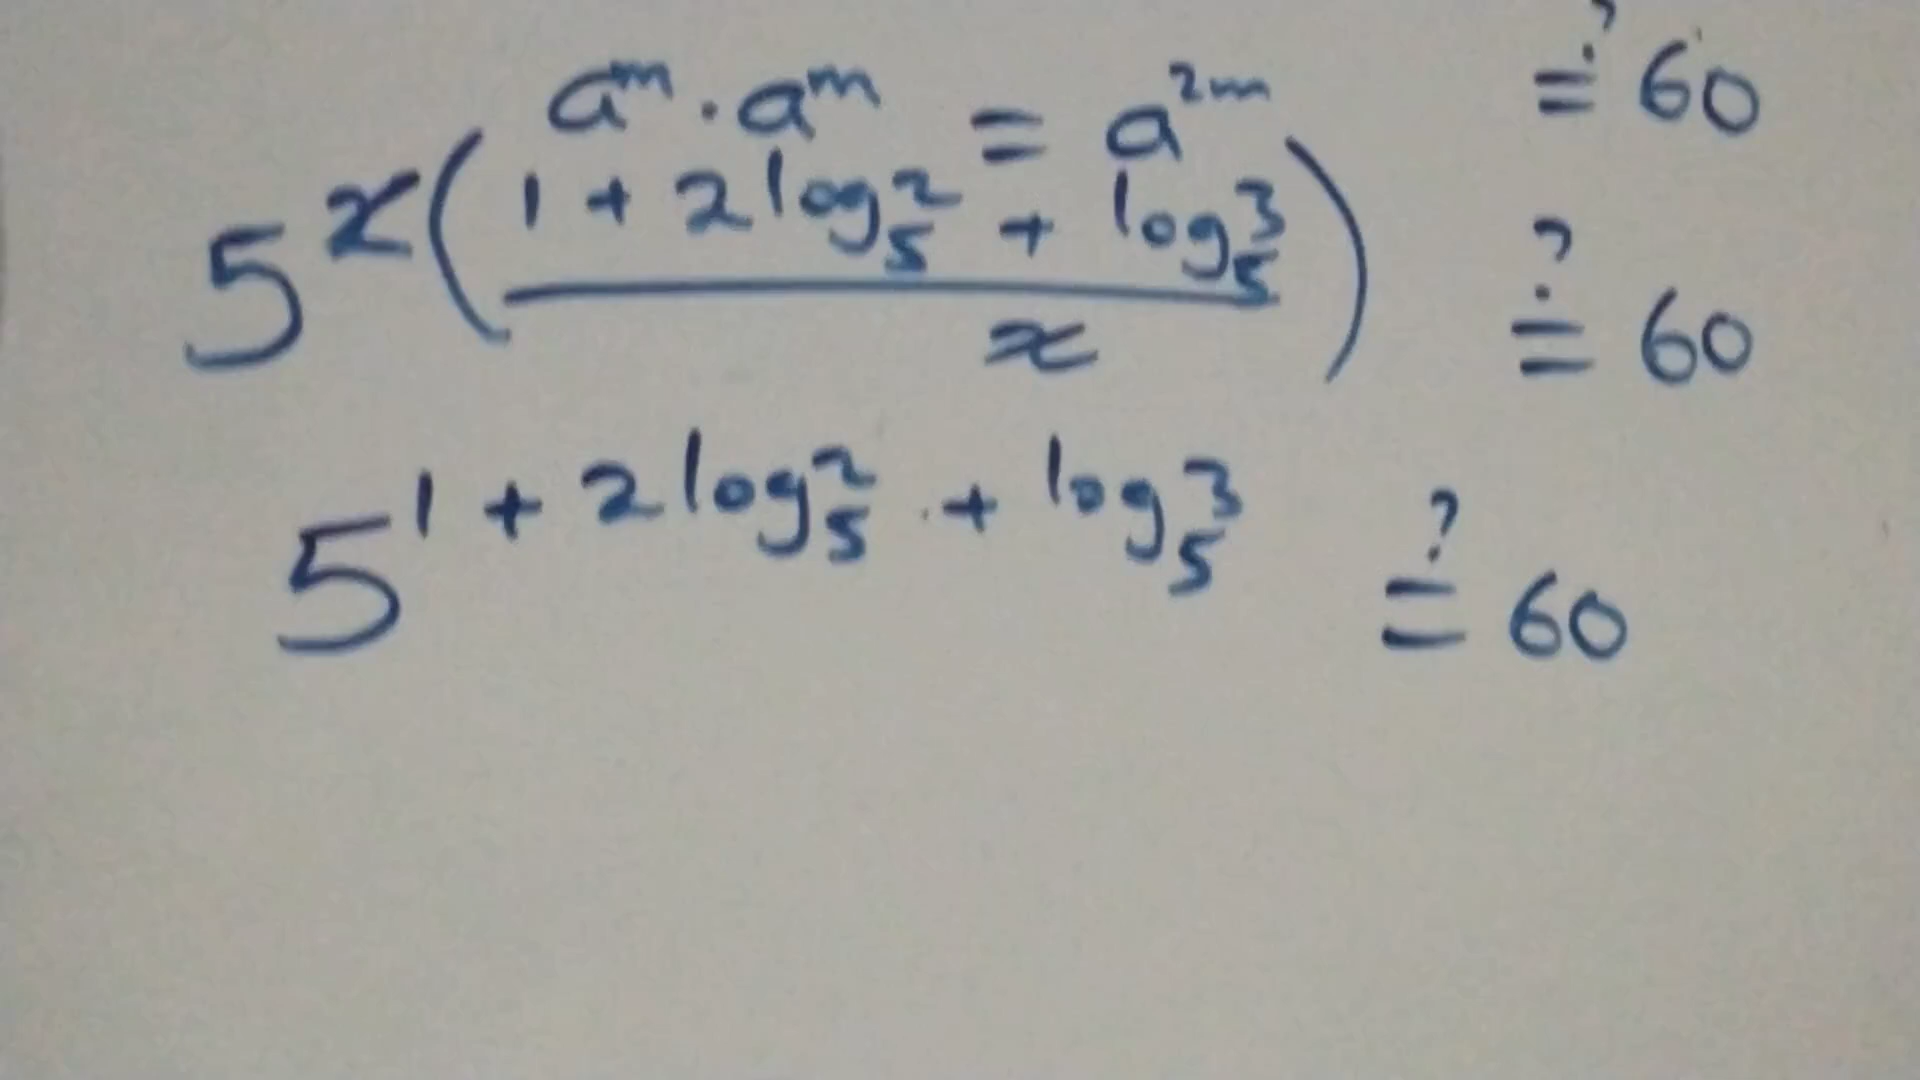 a^m · a^m = a^{2m} ≟ 60
5^{x((1 + 2log_5^2 + log_5^3)/x)} ≟ 60
5^{1 + 2log_5^2 + log_5^3} ≟ 60